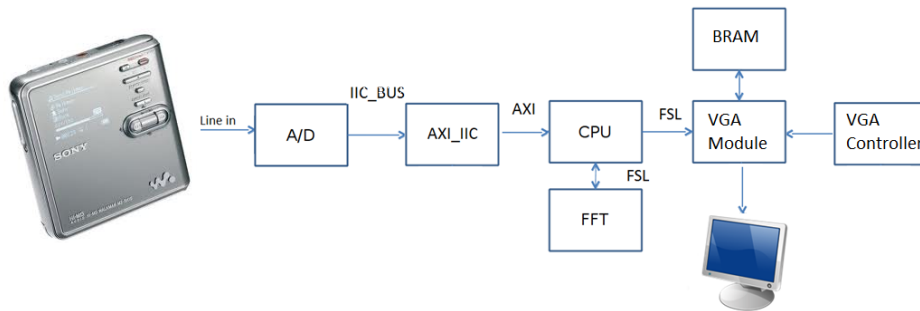 BRAM
IIC_BUS
AXI
FSL
Line in
A/D
AXI_IIC
CPU
VGA
Module
VGA
Controller
FSL
FFT
SONY